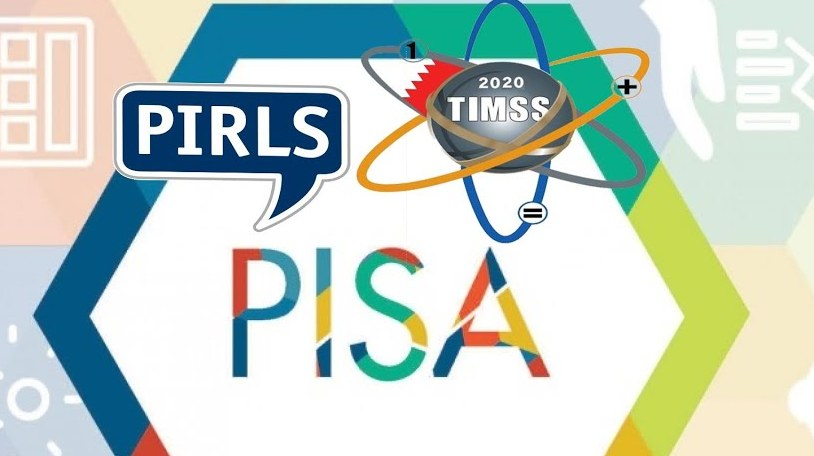 1
2020
TIMSS
+
PIRLS
=
PISA